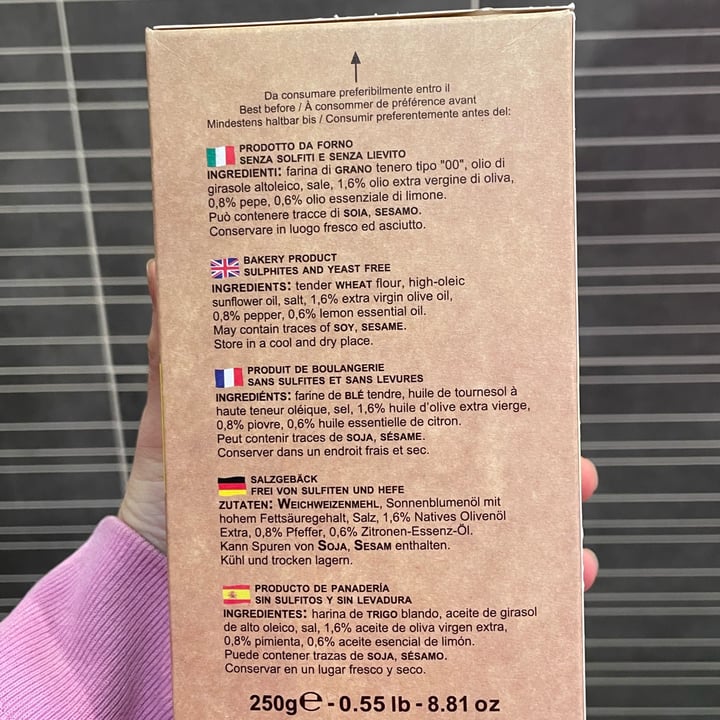 Da consumare preferibilmente entro il
Best before / À consommer de préférence avant
Mindestens haltbar bis / Consumir preferentemente antes del:
PRODOTTO DA FORNO
SENZA SOLFITI E SENZA LIEVITO
INGREDIENTI: farina di GRANO tenero tipo "00", olio di
girasole altoleico, sale, 1,6% olio extra vergine di oliva,
0,8% pepe, 0,6% olio essenziale di limone.
Può contenere tracce di SOIA, SESAMO.
Conservare in luogo fresco ed asciutto.
BAKERY PRODUCT
SULPHITES AND YEAST FREE
INGREDIENTS: tender WHEAT flour, high-oleic
sunflower oil, salt, 1,6% extra virgin olive oil,
0,8% pepper, 0,6% lemon essential oil.
May contain traces of SOY, SESAME.
Store in a cool and dry place.
PRODUIT DE BOULANGERIE
SANS SULFITES ET SANS LEVURES
INGREDIÉNTS: farine de BLÉ tendre, huile de tournesol à
haute teneur oléique, sel, 1,6% huile d'olive extra vierge,
0,8% piovre, 0,6% huile essentielle de citron.
Peut contenir traces de SOJA, SÉSAME.
Conserver dans un endroit frais et sec.
SALZGEBÄCK
FREI VON SULFITEN UND HEFE
ZUTATEN: WEICHWEIZENMEHL, Sonnenblumenöl mit
hohem Fettsäuregehalt, Salz, 1,6% Natives Olivenöl
Extra, 0,8% Pfeffer, 0,6% Zitronen-Essenz-Öl.
Kann Spuren von SOJA, SESAM enthalten.
Kühl und trocken lagern.
PRODUCTO DE PANADERÍA
SIN SULFITOS Y SIN LEVADURA
INGREDIENTES: harina de TRIGO blando, aceite de girasol
de alto oleico, sal, 1,6% aceite de oliva virgen extra,
0,8% pimienta, 0,6% aceite esencial de limón.
Puede contener trazas de SOJA, SÉSAMO.
Conservar en un lugar fresco y seco.
250g℮ - 0.55 lb - 8.81 oz